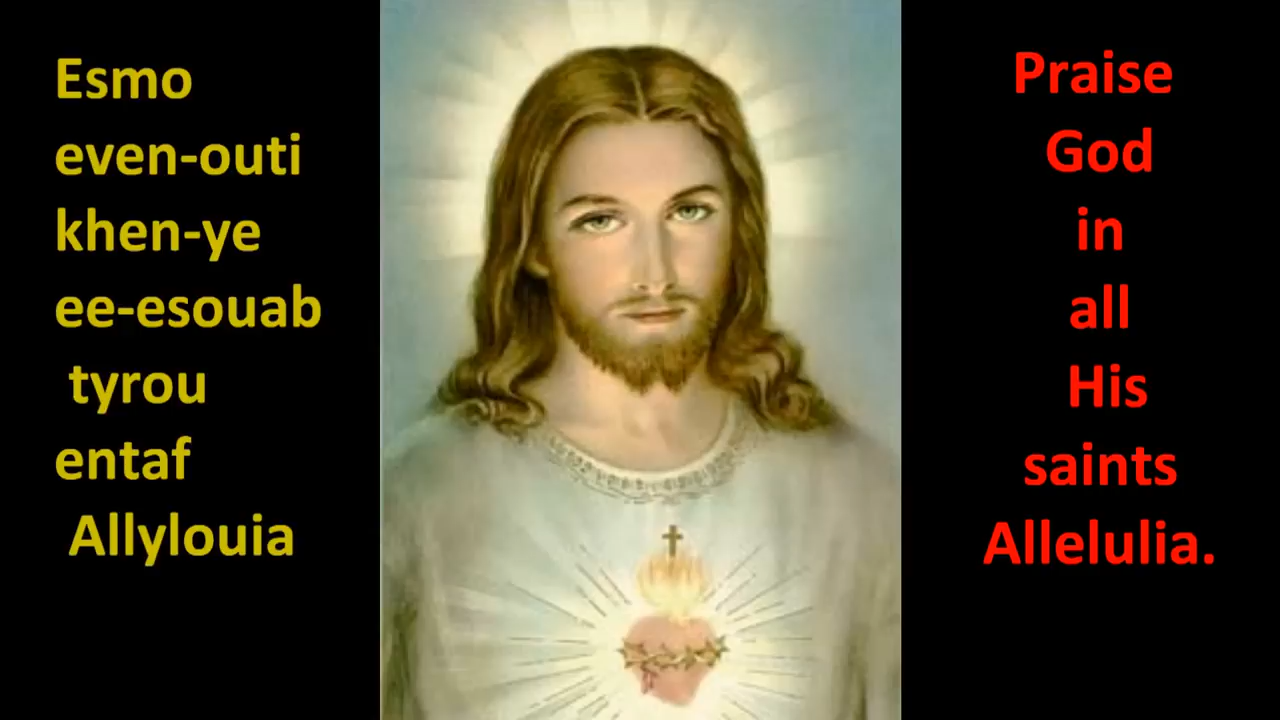 Esmo
even-outi
khen-ye
ee-esouab
tyrou
entaf
Allylouia
Praise
God
in
all
His
saints
Allelulia.